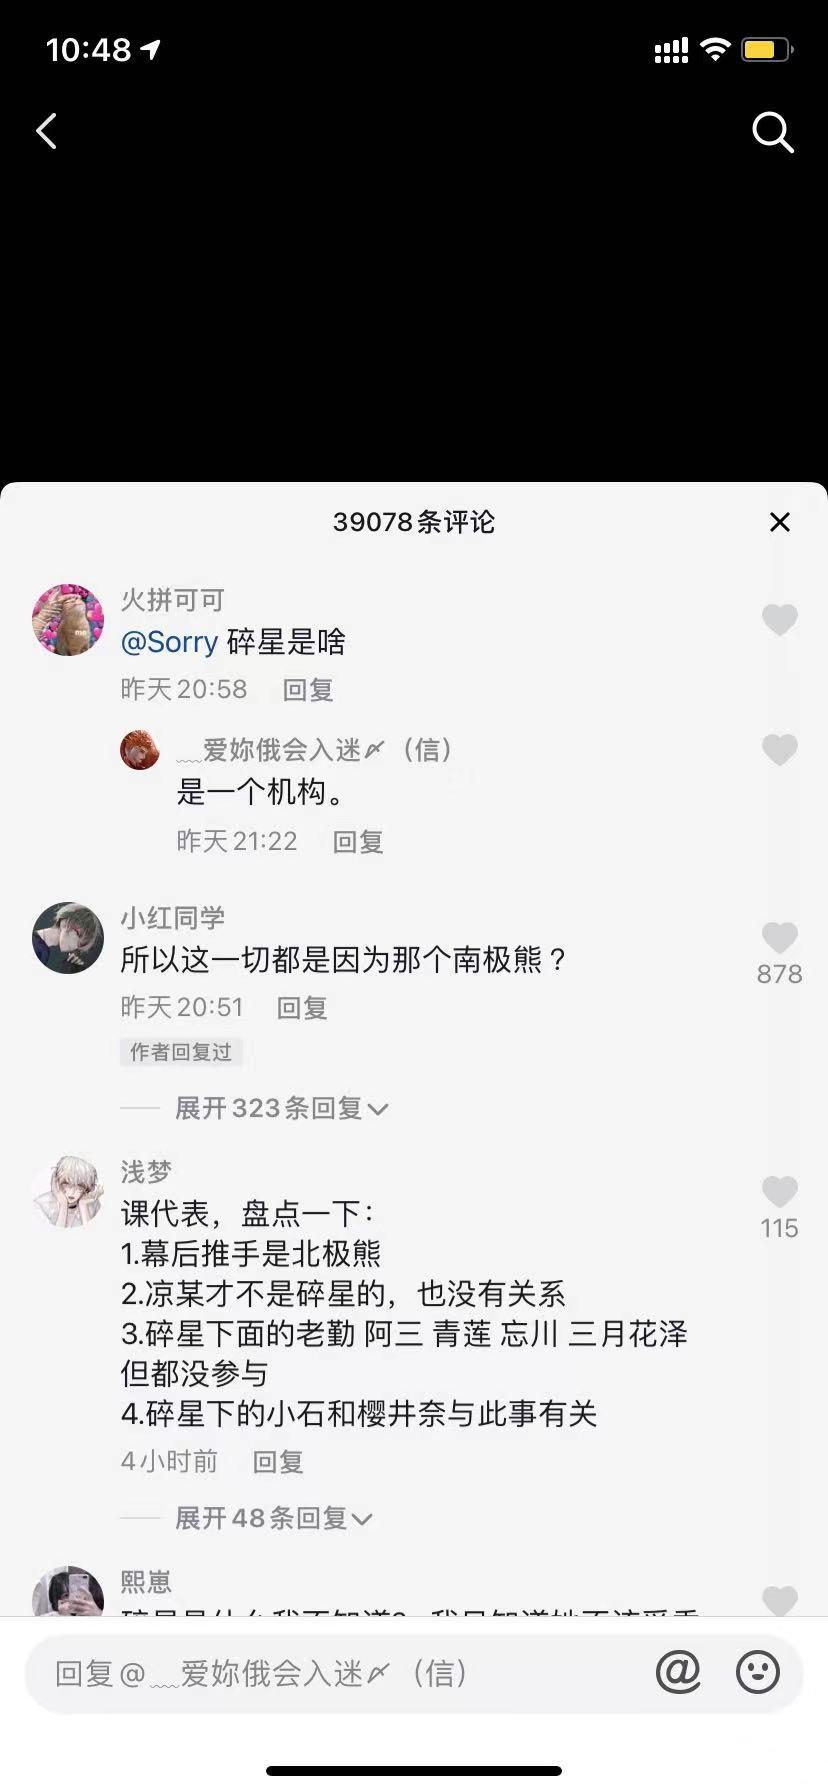 10:48
39078条评论
火拼可可
@Sorry 碎星是啥
昨天20:58 回复
﹏爱妳俄会入迷〆（信）
是一个机构。
昨天21:22 回复
小红同学
所以这一切都是因为那个南极熊？
878
昨天20:51 回复
作者回复过
展开323条回复
浅梦
课代表，盘点一下：
115
1.幕后推手是北极熊
2.凉某才不是碎星的，也没有关系
3.碎星下面的老勤 阿三 青莲 忘川 三月花泽
但都没参与
4.碎星下的小石和樱井奈与此事有关
4小时前 回复
展开48条回复
熙崽
回复@﹏爱妳俄会入迷〆（信）